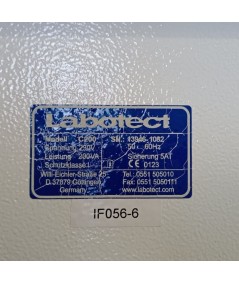 Labotect
Modell C200 SN.: 13946-1082
Spannung 230V 50 - 60Hz
Leistung 200VA Sicherung 5AT
Schutzklasse I CE 0123
Willi-Eichler-Straße 25 Tel. 0551 505010
D 37079 Göttingen Fax 0551 5050111
Germany www.labotect.com
IF056-6